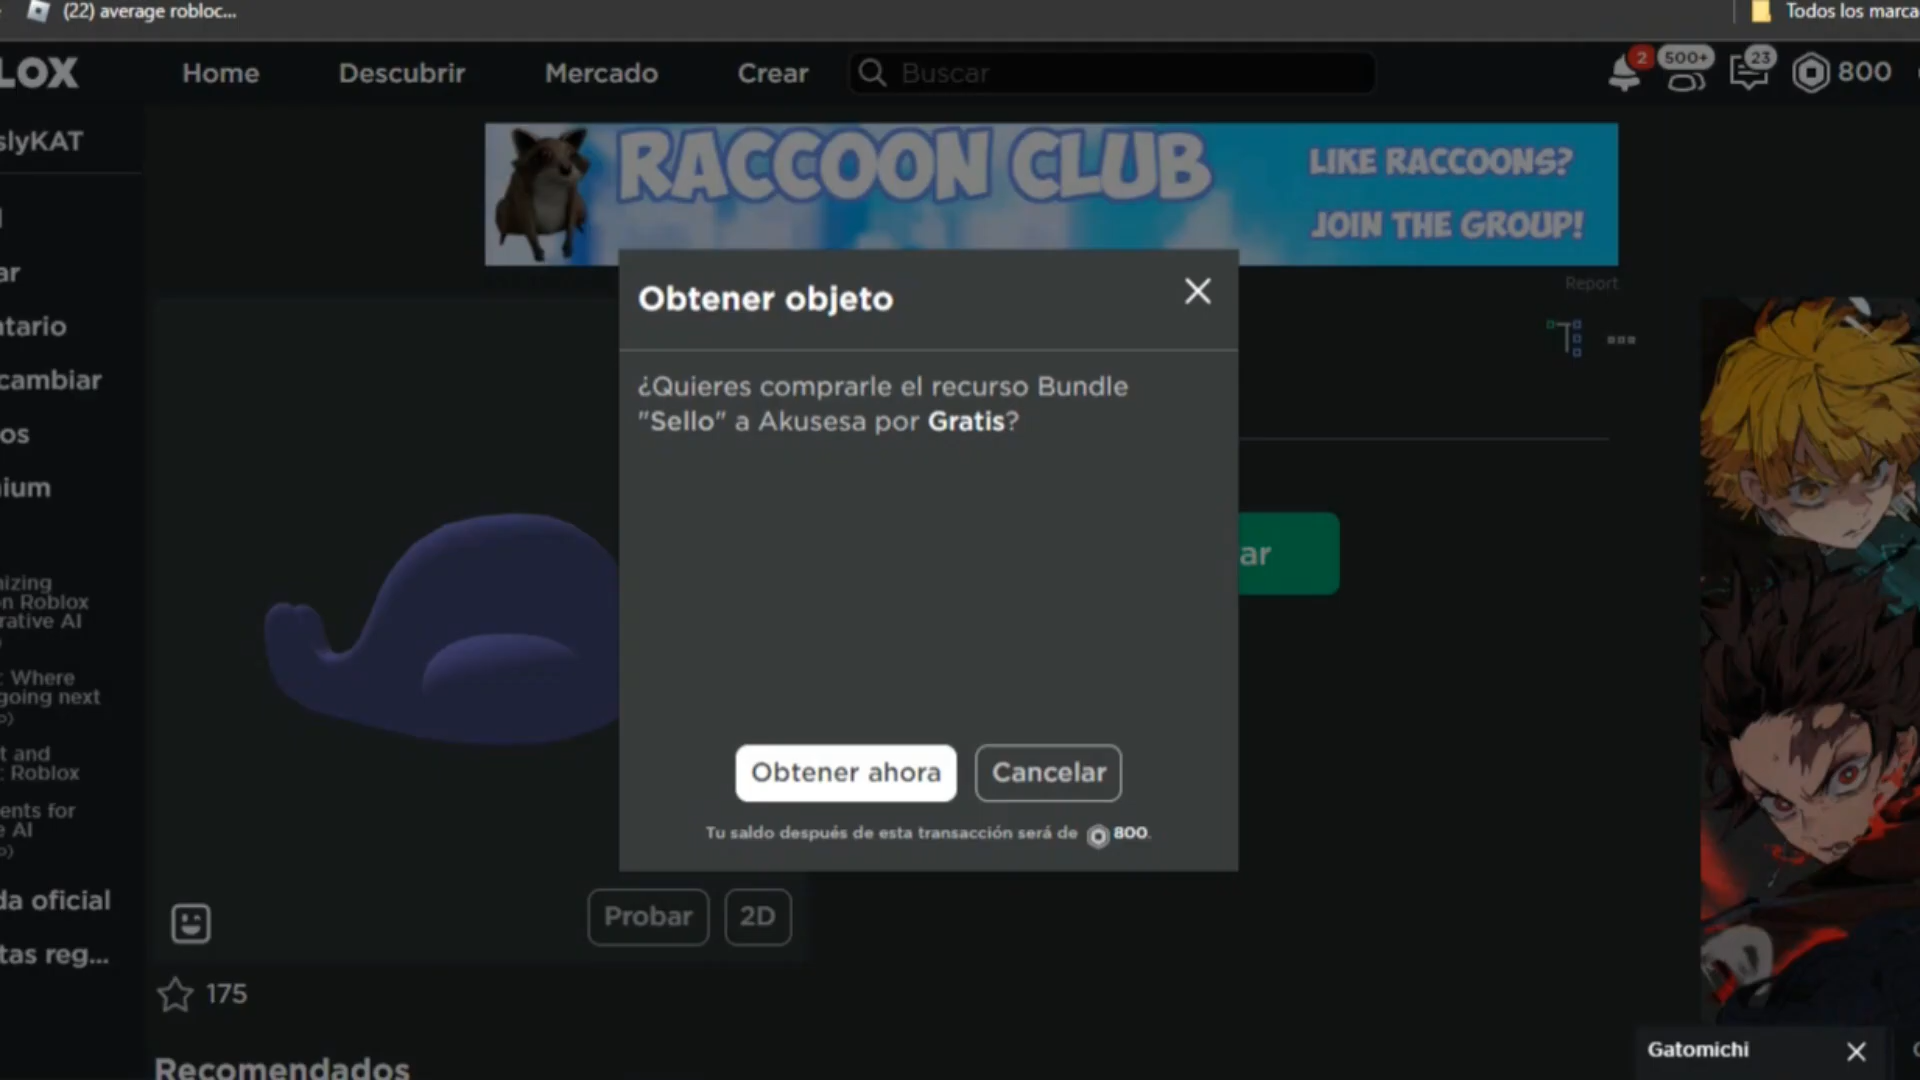 (22) average robloc...
Todos los marca
LOX
Home
Descubrir
Mercado
Crear
Buscar
2
500+
23
800
slyKAT
RACCOON CLUB
LIKE RACCOONS?
JOIN THE GROUP!
Report
ar
tario
cambiar
os
ium
Obtener objeto
¿Quieres comprarle el recurso Bundle
"Sello" a Akusesa por Gratis?
ar
Obtener ahora
Cancelar
Tu saldo después de esta transacción será de 800.
nizing
on Roblox
rative AI
: Where
going next
t and
: Roblox
ents for
e AI
da oficial
tas reg...
Probar
2D
175
Recomendados
Gatomichi